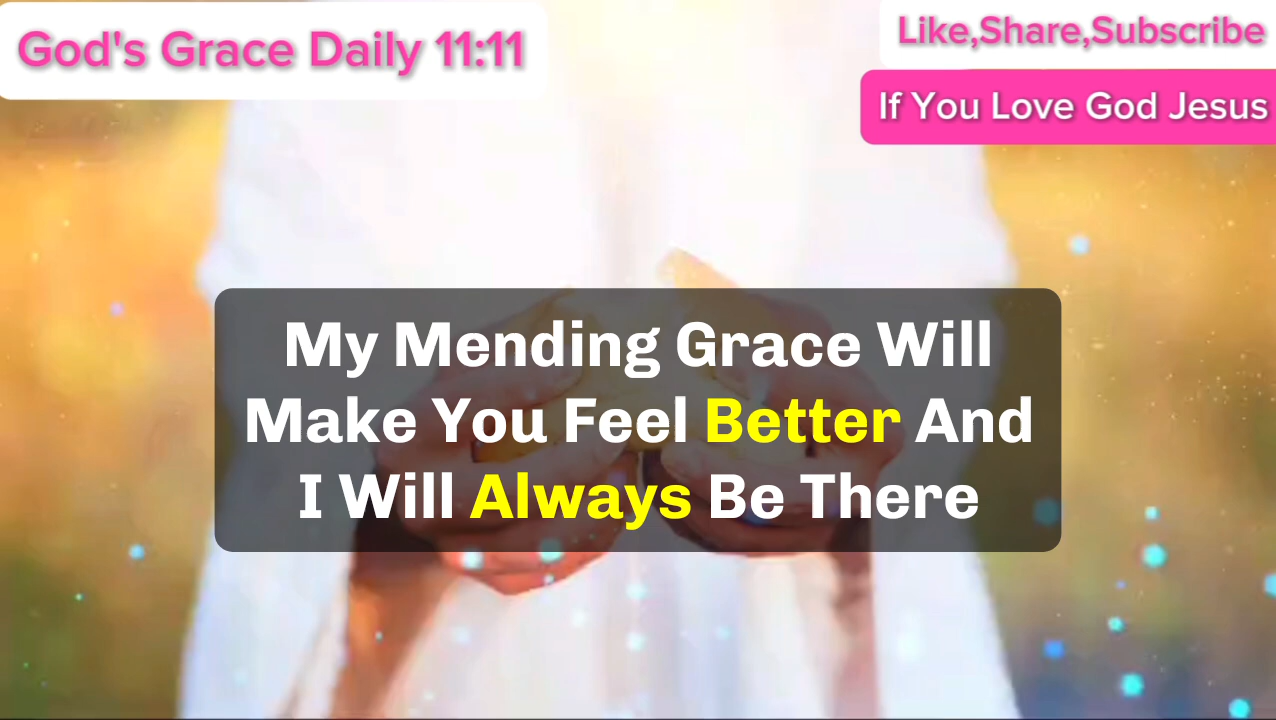 God's Grace Daily 11:11
Like,Share,Subscribe
If You Love God Jesus
My Mending Grace Will
Make You Feel Better And
I Will Always Be There